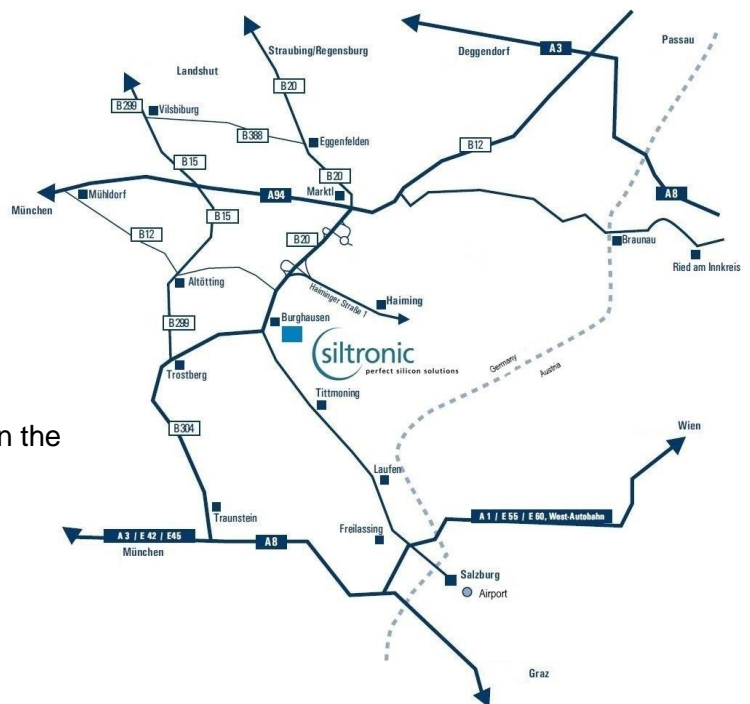 Straubing/Regensburg
Deggendorf
A3
Passau
Landshut
B20
B299
Vilsbiburg
B388
Eggenfelden
B12
B15
B20
A94
Marktl
A8
München
Mühldorf
B15
B12
B20
Braunau
Ried am Innkreis
Altötting
Haiminger Straße 1
Haiming
B299
Burghausen
siltronic
perfect silicon solutions
Germany
Austria
Trostberg
Tittmoning
n the
B304
Wien
Laufen
Traunstein
Freilassing
A 1 / E 55 / E 60, West-Autobahn
A 3 / E 42 / E45
München
A8
Salzburg
Airport
Graz